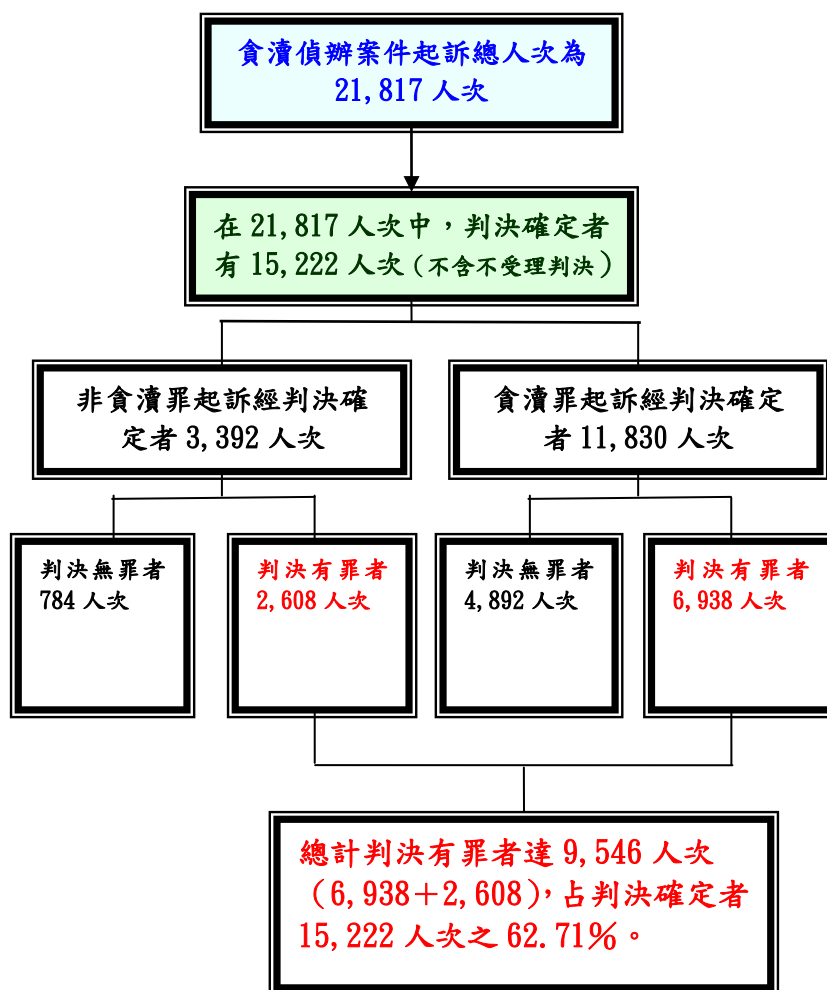 貪瀆偵辦案件起訴總人次為
21,817 人次
在 21,817 人次中，判決確定者
有 15,222 人次（不含不受理判決）
非貪瀆罪起訴經判決確
定者 3,392 人次
貪瀆罪起訴經判決確定
者 11,830 人次
判決無罪者
784 人次
判決有罪者
2,608 人次
判決無罪者
4,892 人次
判決有罪者
6,938 人次
總計判決有罪者達 9,546 人次
（6,938＋2,608），占判決確定者
15,222 人次之 62.71％。